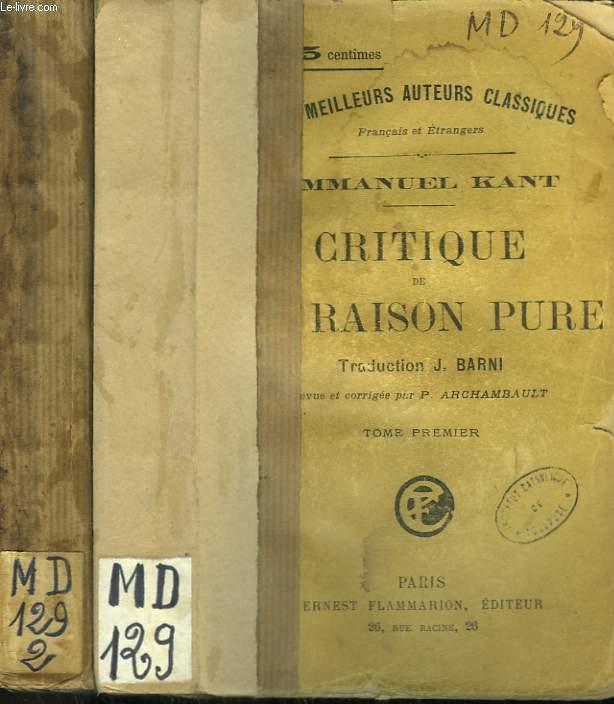 Le-livre.com
MD 129
5 centimes
MEILLEURS AUTEURS CLASSIQUES
Français et Étrangers
MMANUEL KANT
CRITIQUE
DE
RAISON PURE
Traduction J. BARNI
evue et corrigée par P. ARCHAMBAULT
TOME PREMIER
DE
TOULOUSE
PARIS
ERNEST FLAMMARION, ÉDITEUR
26, RUE RACINE, 26
MD
129
2
MD
129